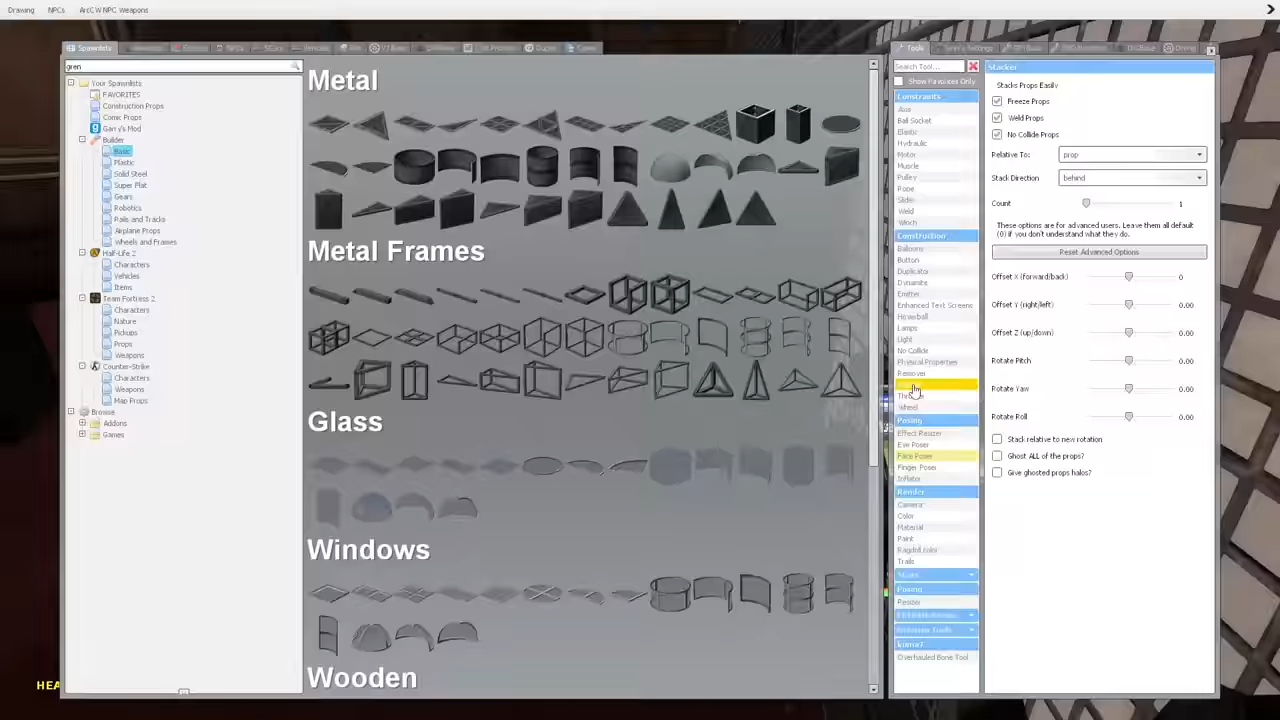 Drawing NPCs ArcCW NPC Weapons
Spawnlists
Dupes
Tools
gren
Your Spawnlists
FAVORITES
Construction Props
Comic Props
Garry's Mod
Builder
Basic
Plastic
Solid Steel
Super Plat
Gears
Robotics
Rails and Tracks
Airplane Props
Wheels and Frames
Half-Life 2
Characters
Vehicles
Items
Team Fortress 2
Characters
Nature
Pickups
Props
Weapons
Counter-Strike
Characters
Weapons
Map Props
Browse
Addons
Games
Metal
Metal Frames
Glass
Windows
Wooden
Search Tool...
Show Favorites Only
Constraints
Axis
Ball Socket
Elastic
Hydraulic
Motor
Muscle
Pulley
Rope
Slider
Weld
Winch
Construction
Balloons
Button
Duplicator
Dynamite
Emitter
Enhanced Text Screens
Hoverball
Lamps
Light
No Collide
Physical Properties
Remover
Wheel
Posing
Effect Resizer
Eye Poser
Face Poser
Finger Poser
Inflator
Render
Camera
Color
Material
Paint
Ragdoll color
Trails
Posing
Resizer
Overhauled Bone Tool
Stacker
Stacks Props Easily
Freeze Props
Weld Props
No Collide Props
Relative To: prop
Stack Direction behind
Count 1
These options are for advanced users. Leave them all default
(0) if you don't understand what they do.
Reset Advanced Options
Offset X (forward/back) 0
Offset Y (right/left) 0.00
Offset Z (up/down) 0.00
Rotate Pitch 0.00
Rotate Yaw 0.00
Rotate Roll 0.00
Stack relative to new rotation
Ghost ALL of the props?
Give ghosted props halos?
HEA